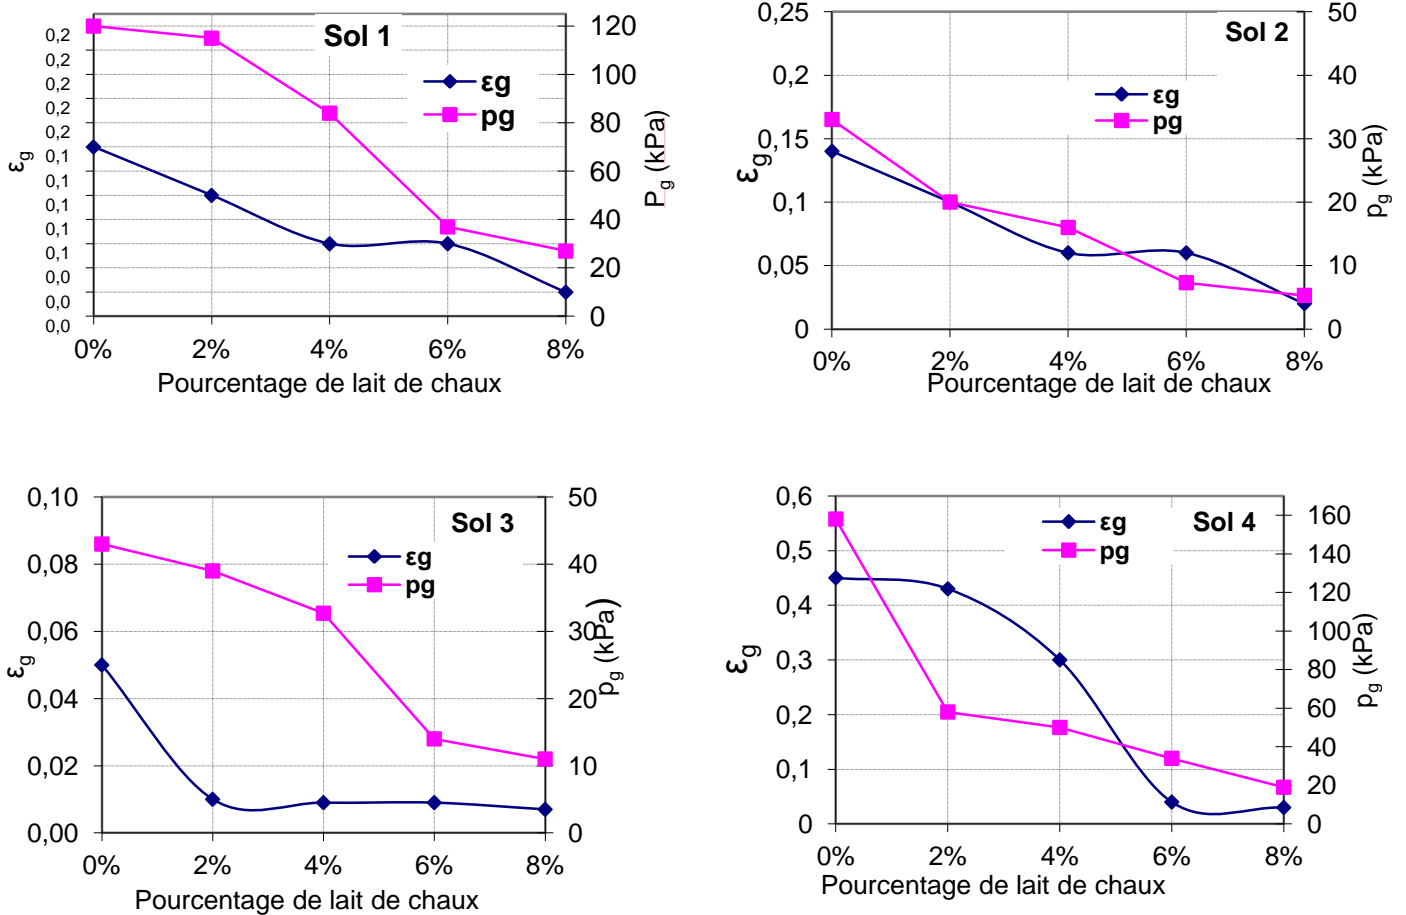 Sol 1
0,2
0,2
0,2
0,2
0,2
0,1
0,1
0,1
0,1
0,1
0,0
0,0
0,0
εg
εg
pg
120
100
80
60
40
20
0
Pg (kPa)
0% 2% 4% 6% 8%
Pourcentage de lait de chaux
Sol 2
0,25
0,2
0,15
0,1
0,05
0
εg
εg
pg
50
40
30
20
10
0
pg (kPa)
0% 2% 4% 6% 8%
Pourcentage de lait de chaux
Sol 3
0,10
0,08
0,06
0,04
0,02
0,00
εg
εg
pg
50
40
30
20
10
0
pg (kPa)
0% 2% 4% 6% 8%
Pourcentage de lait de chaux
Sol 4
0,6
0,5
0,4
0,3
0,2
0,1
0
εg
εg
pg
160
140
120
100
80
60
40
20
0
pg (kPa)
0% 2% 4% 6% 8%
Pourcentage de lait de chaux